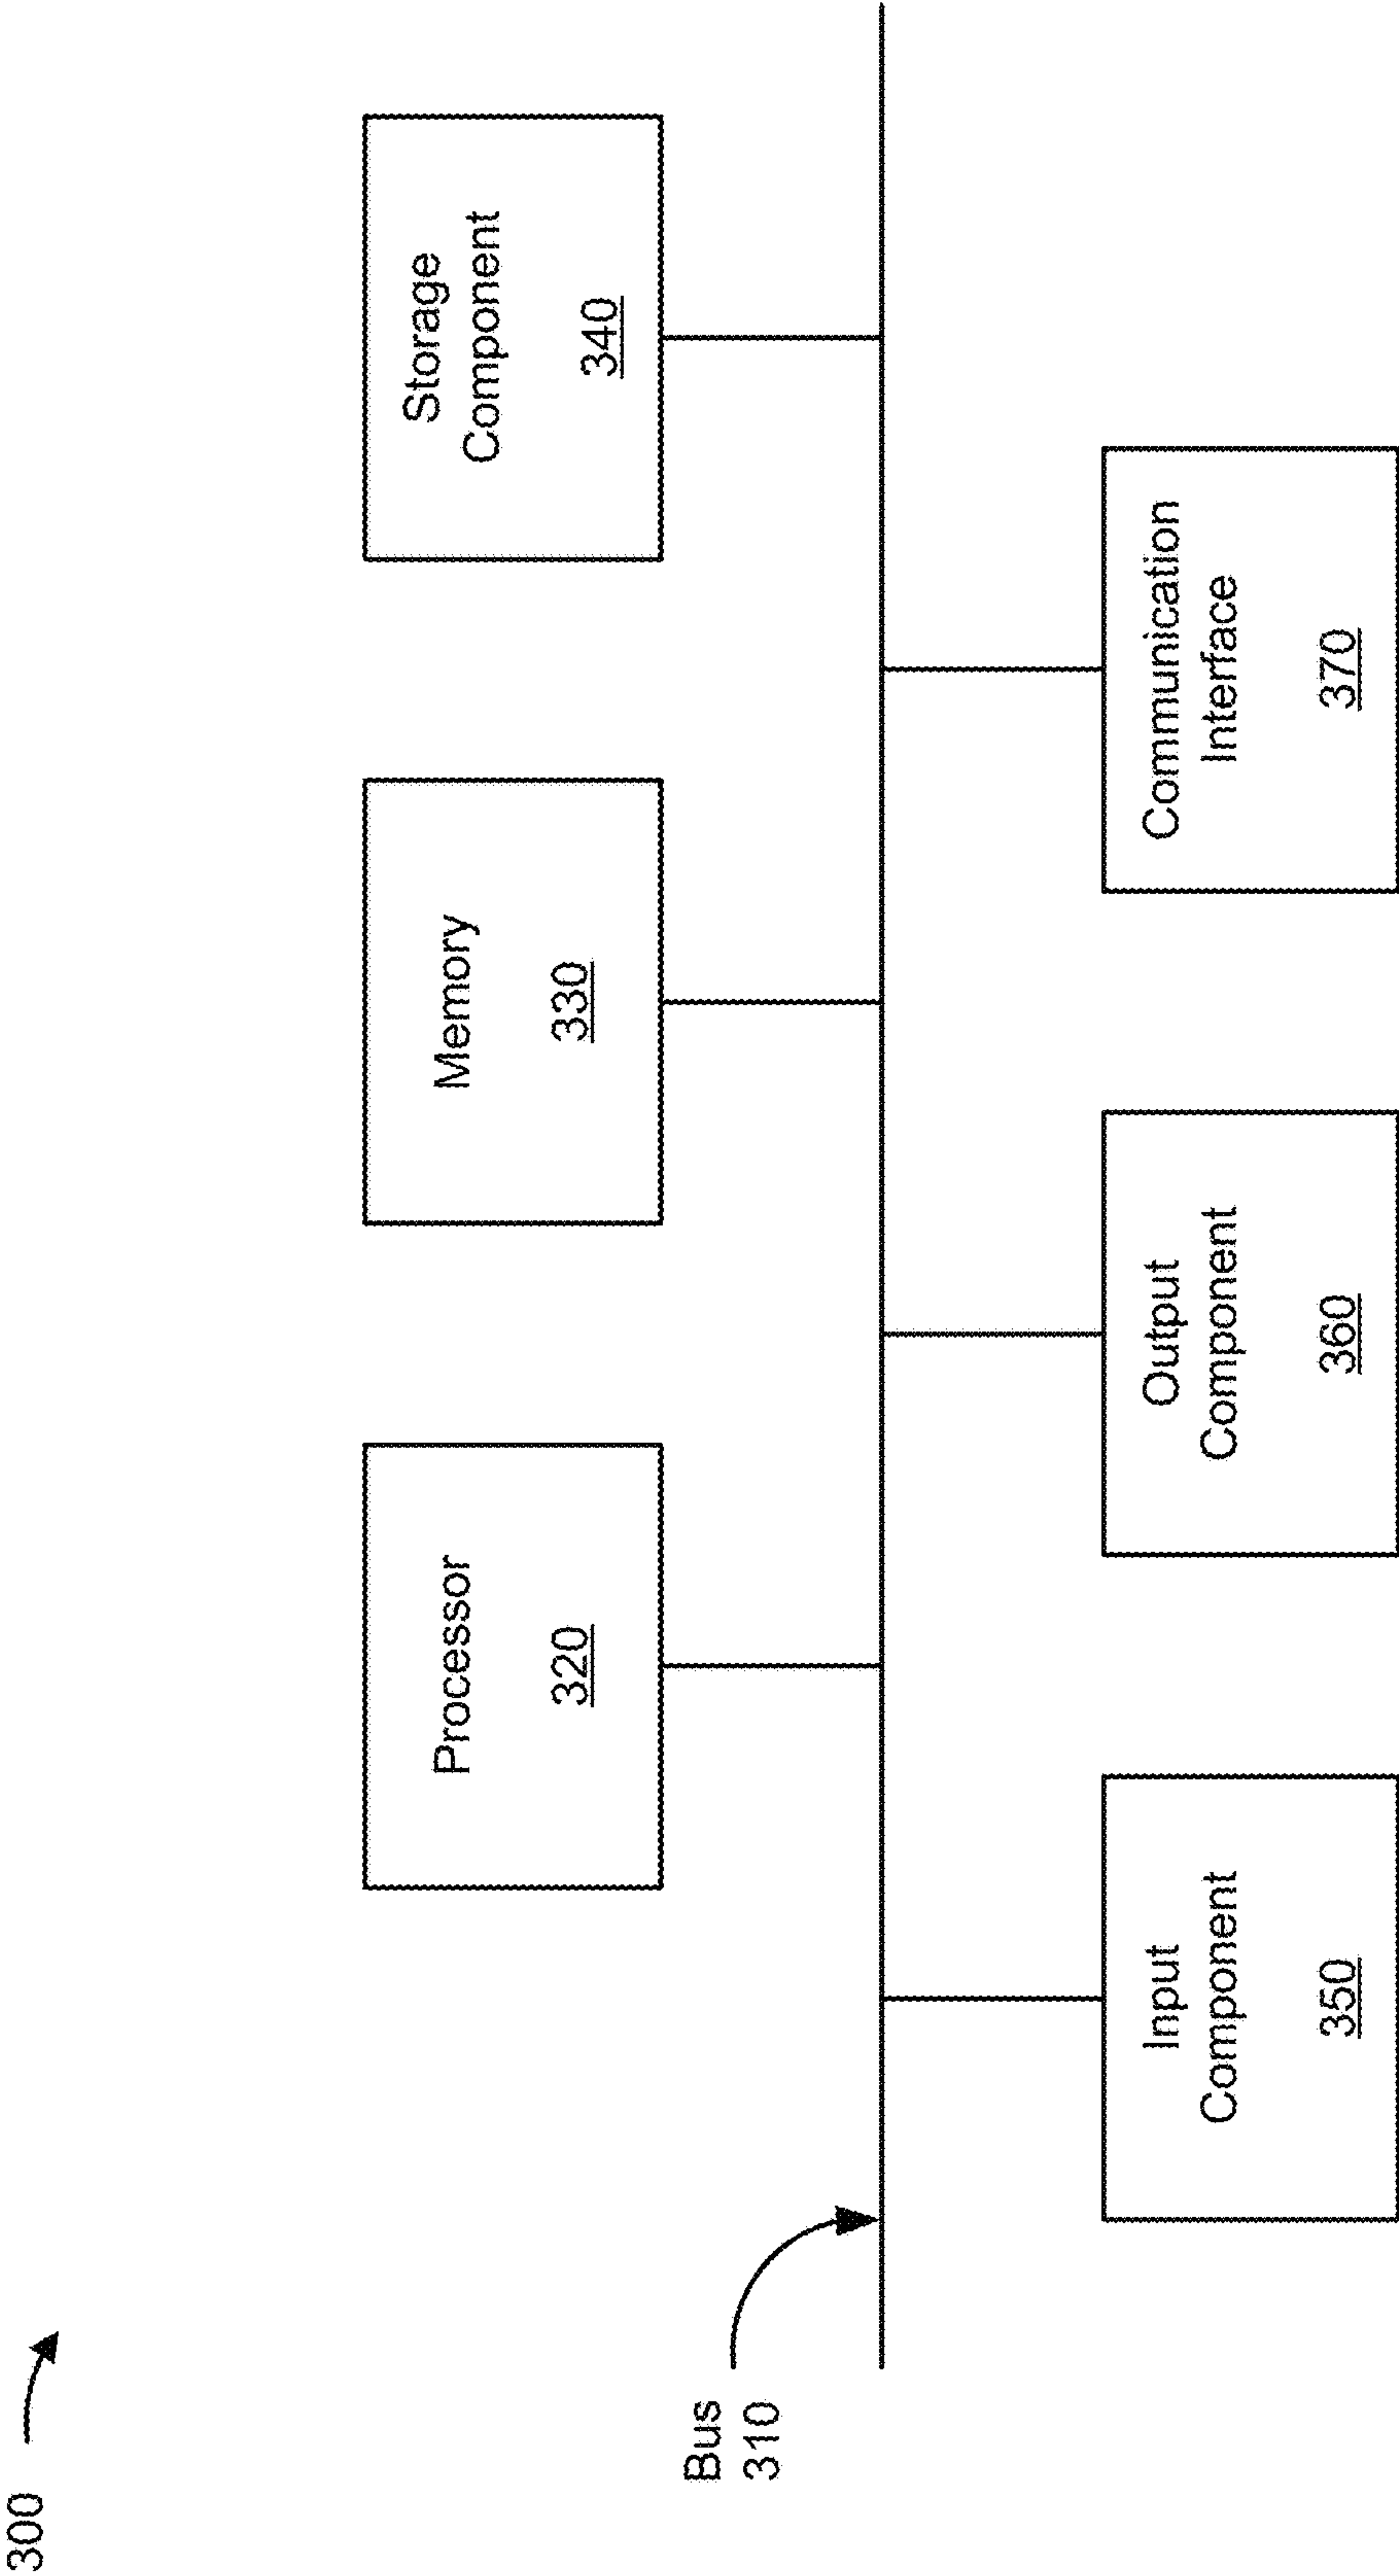 300
Bus
310
Processor
320
Memory
330
Storage
Component
340
Input
Component
350
Output
Component
360
Communication
Interface
370